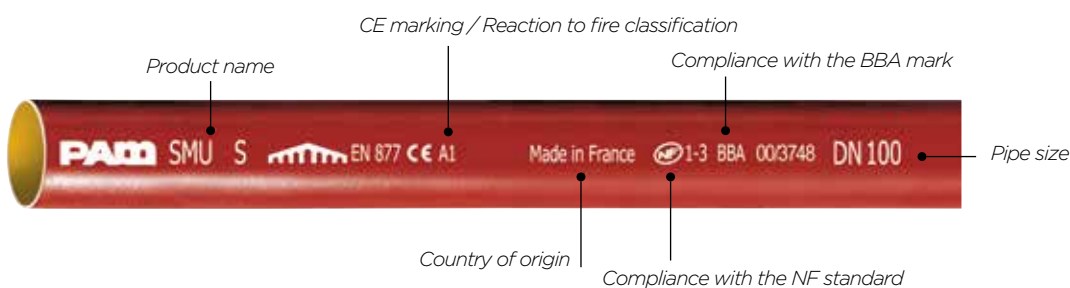 CE marking / Reaction to fire classification
Product name
Compliance with the BBA mark
PAM SMU S EN 877 CE A1 Made in France NF 1-3 BBA 00/3748 DN 100
Pipe size
Country of origin
Compliance with the NF standard